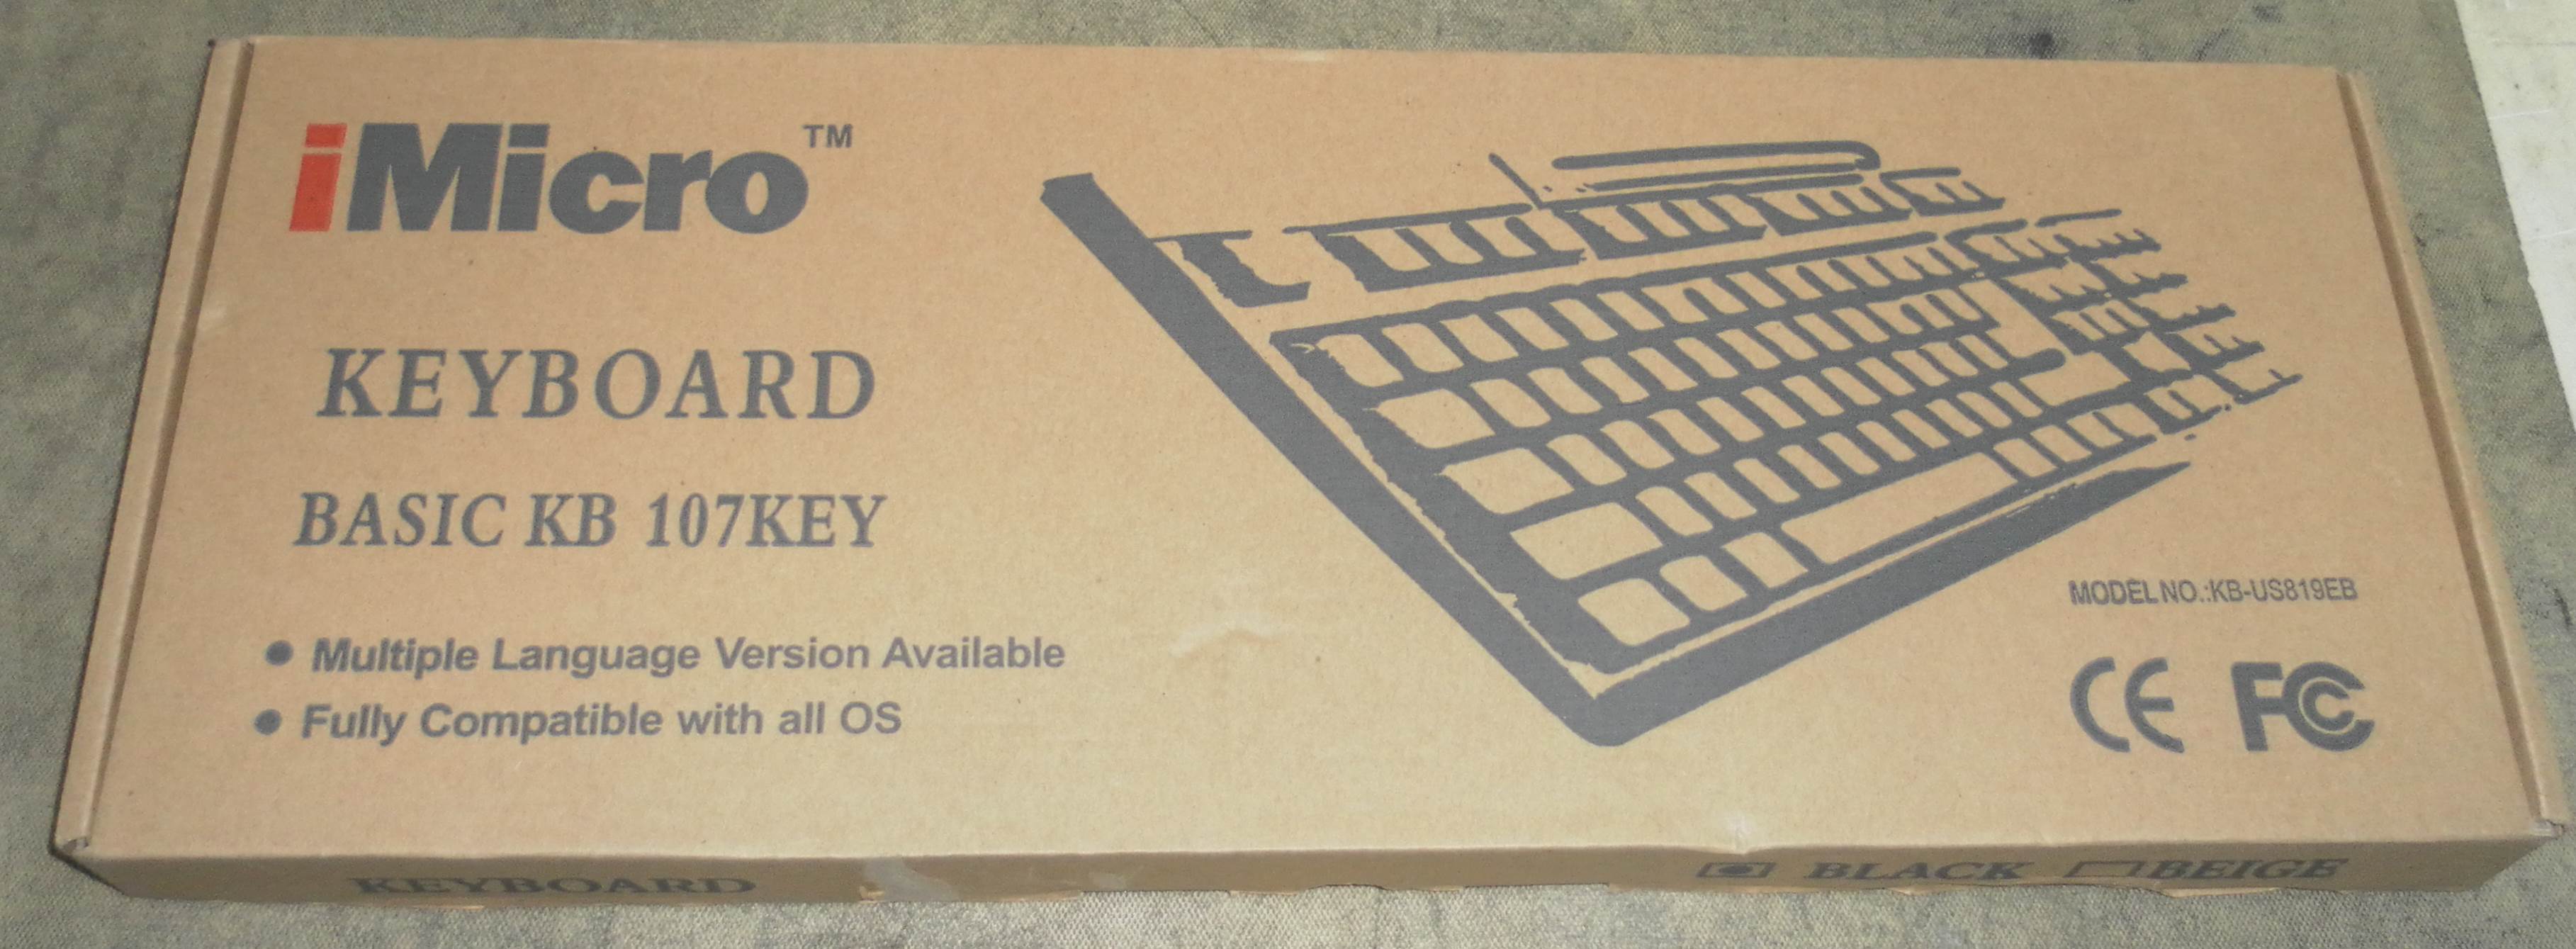 iMicro™
KEYBOARD
BASIC KB 107KEY
● Multiple Language Version Available
● Fully Compatible with all OS
MODEL NO.:KB-US819EB
CE FC
KEYBOARD
BLACK BEIGE